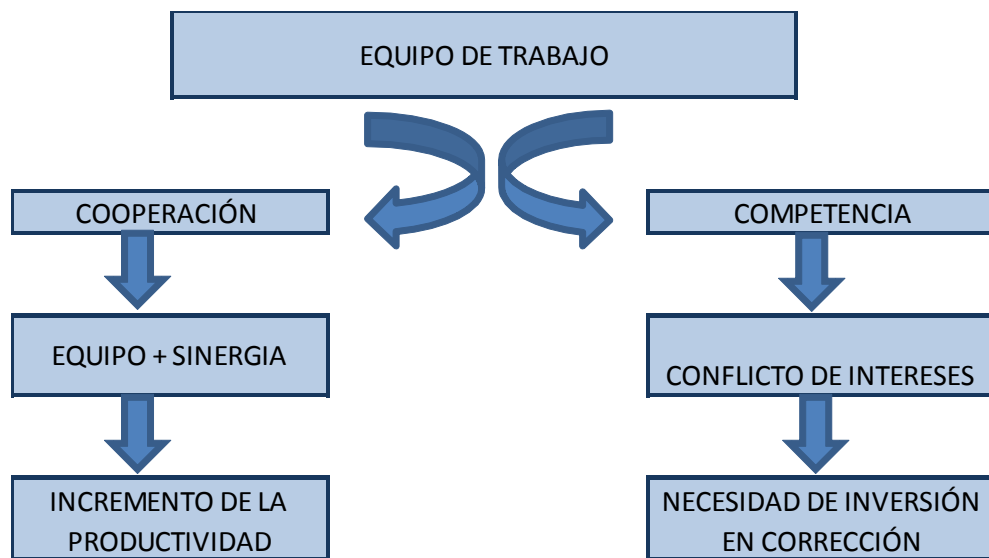 EQUIPO DE TRABAJO
COOPERACIÓN
COMPETENCIA
EQUIPO + SINERGIA
CONFLICTO DE INTERESES
INCREMENTO DE LA
PRODUCTIVIDAD
NECESIDAD DE INVERSIÓN
EN CORRECCIÓN